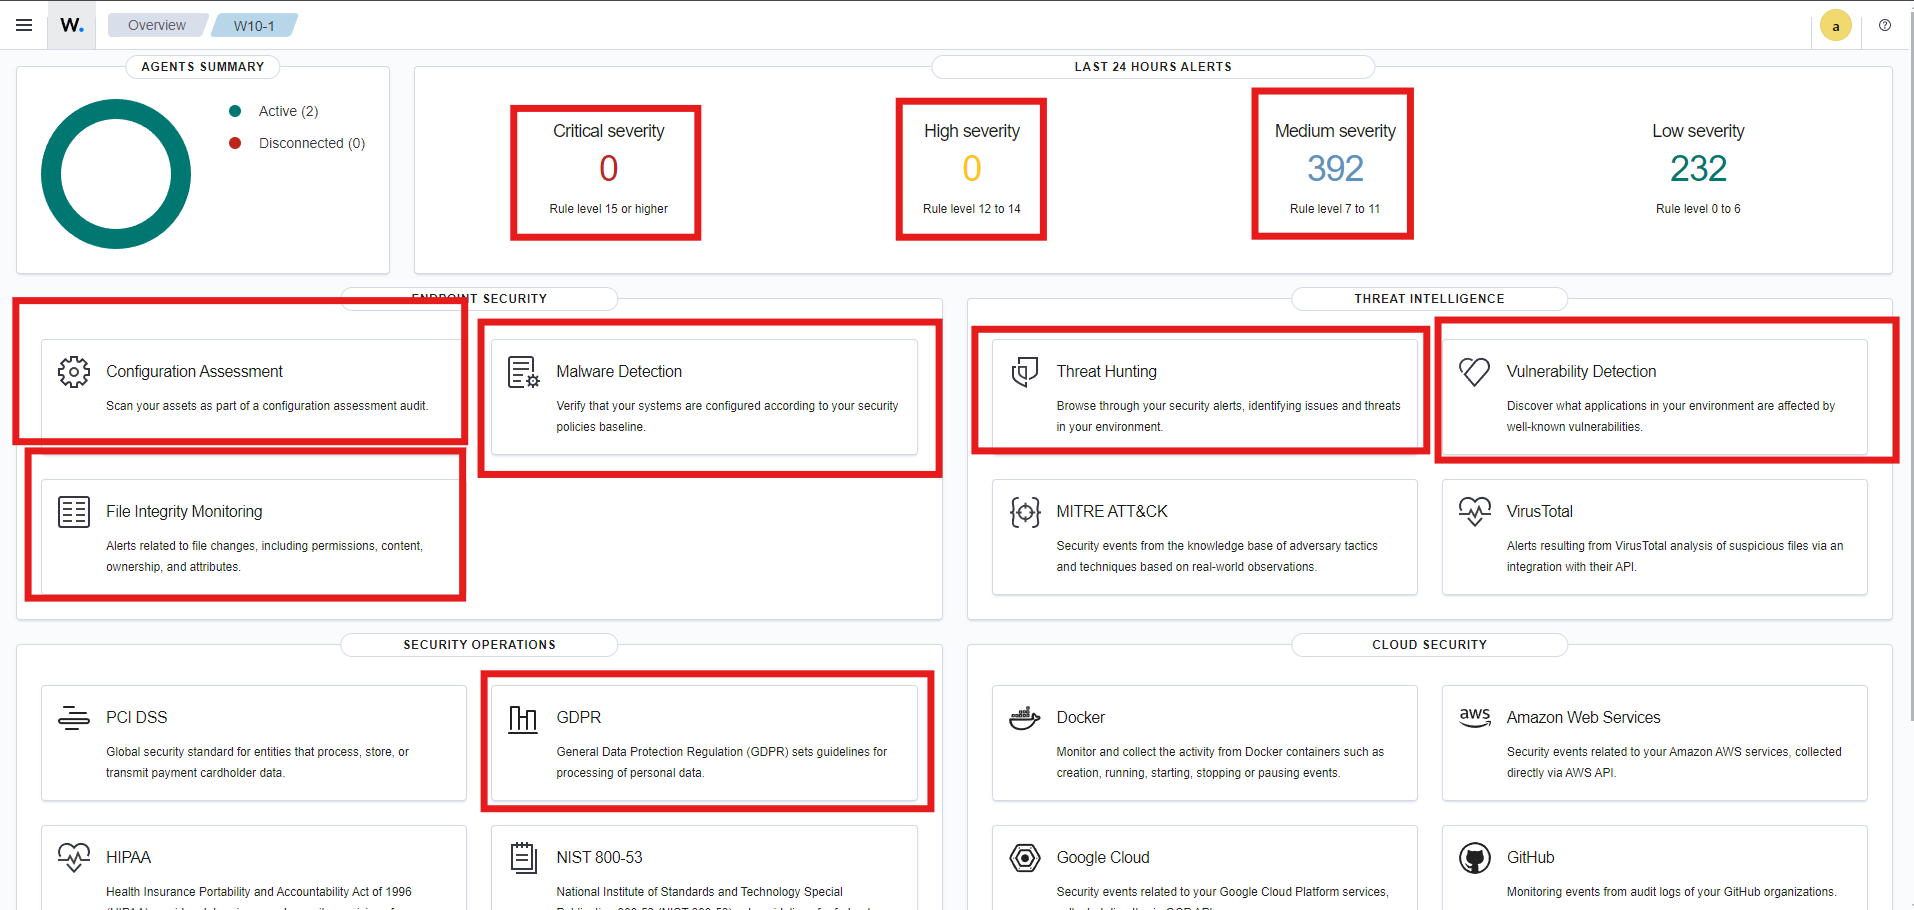 W.
Overview
W10-1
a
AGENTS SUMMARY
Active (2)
Disconnected (0)
LAST 24 HOURS ALERTS
Critical severity
0
Rule level 15 or higher
High severity
0
Rule level 12 to 14
Medium severity
392
Rule level 7 to 11
Low severity
232
Rule level 0 to 6
ENDPOINT SECURITY
Configuration Assessment
Scan your assets as part of a configuration assessment audit.
Malware Detection
Verify that your systems are configured according to your security
policies baseline.
File Integrity Monitoring
Alerts related to file changes, including permissions, content,
ownership, and attributes.
THREAT INTELLIGENCE
Threat Hunting
Browse through your security alerts, identifying issues and threats
in your environment.
Vulnerability Detection
Discover what applications in your environment are affected by
well-known vulnerabilities.
MITRE ATT&CK
Security events from the knowledge base of adversary tactics
and techniques based on real-world observations.
VirusTotal
Alerts resulting from VirusTotal analysis of suspicious files via an
integration with their API.
SECURITY OPERATIONS
PCI DSS
Global security standard for entities that process, store, or
transmit payment cardholder data.
GDPR
General Data Protection Regulation (GDPR) sets guidelines for
processing of personal data.
HIPAA
Health Insurance Portability and Accountability Act of 1996
NIST 800-53
National Institute of Standards and Technology Special
CLOUD SECURITY
Docker
Monitor and collect the activity from Docker containers such as
creation, running, starting, stopping or pausing events.
aws
Amazon Web Services
Security events related to your Amazon AWS services, collected
directly via AWS API.
Google Cloud
Security events related to your Google Cloud Platform services,
GitHub
Monitoring events from audit logs of your GitHub organizations.